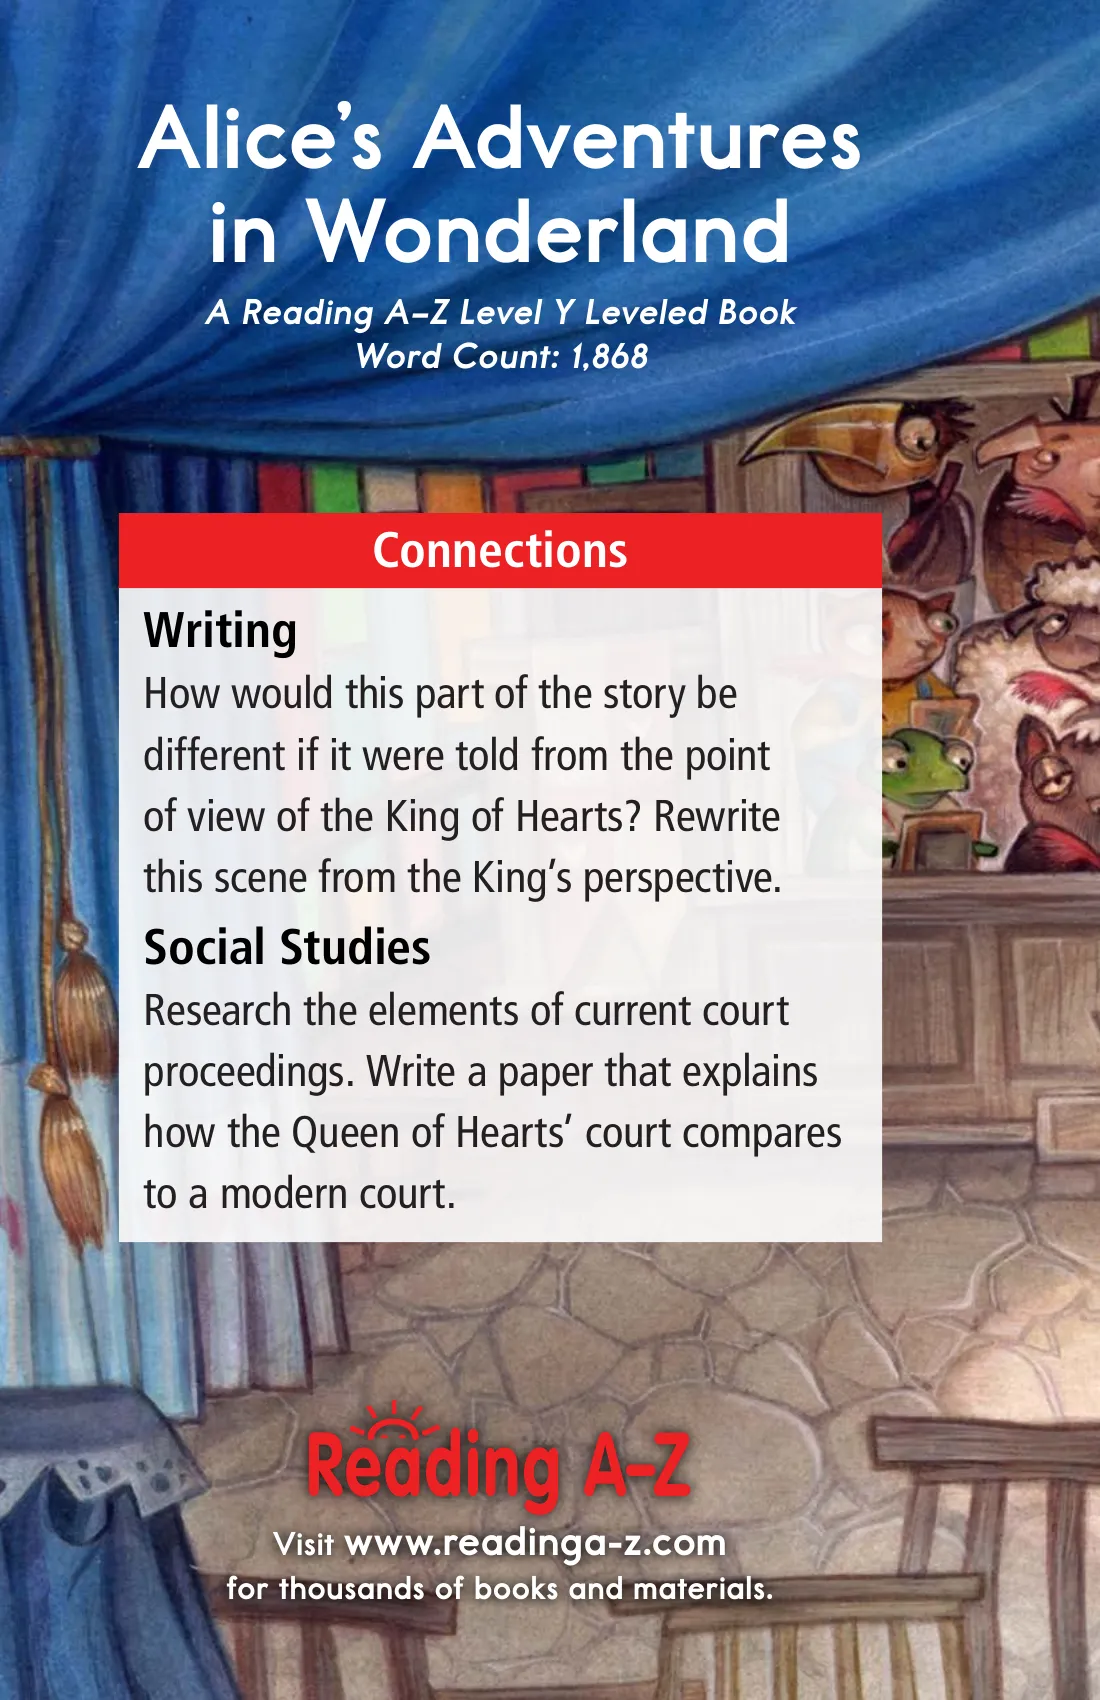 Alice’s Adventures
in Wonderland
A Reading A–Z Level Y Leveled Book
Word Count: 1,868
Connections
Writing
How would this part of the story be
different if it were told from the point
of view of the King of Hearts? Rewrite
this scene from the King’s perspective.
Social Studies
Research the elements of current court
proceedings. Write a paper that explains
how the Queen of Hearts’ court compares
to a modern court.
Reading A–Z
Visit www.readinga-z.com
for thousands of books and materials.